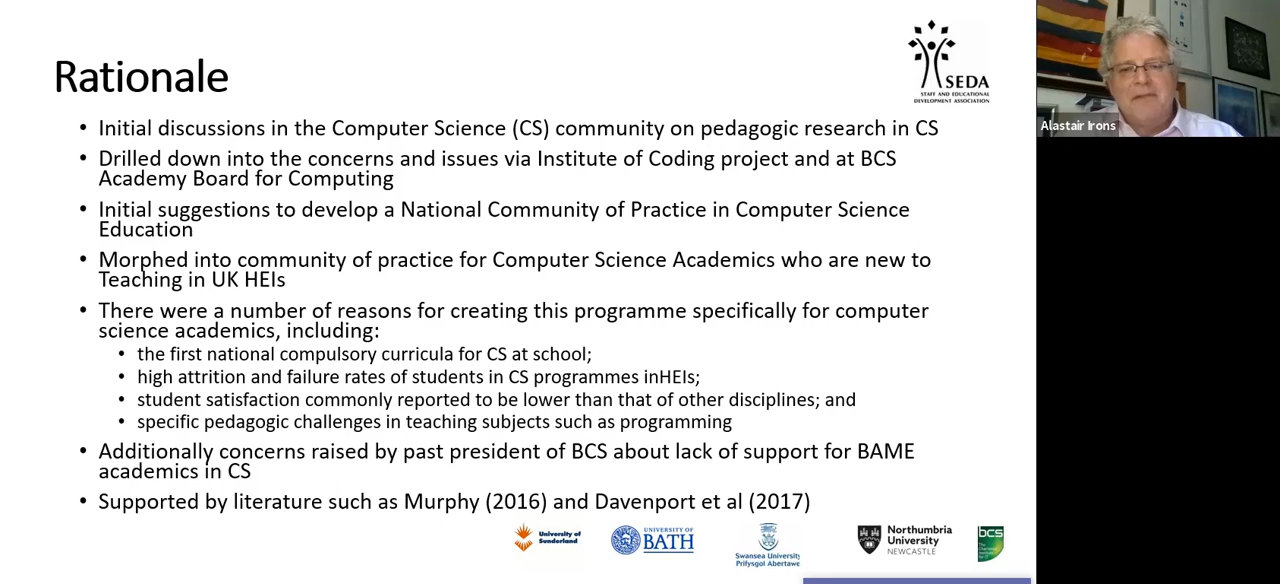 Rationale
SEDA
STAFF AND EDUCATIONAL
DEVELOPMENT ASSOCIATION
• Initial discussions in the Computer Science (CS) community on pedagogic research in CS
• Drilled down into the concerns and issues via Institute of Coding project and at BCS
Academy Board for Computing
• Initial suggestions to develop a National Community of Practice in Computer Science
Education
• Morphed into community of practice for Computer Science Academics who are new to
Teaching in UK HEIs
• There were a number of reasons for creating this programme specifically for computer
science academics, including:
• the first national compulsory curricula for CS at school;
• high attrition and failure rates of students in CS programmes inHEIs;
• student satisfaction commonly reported to be lower than that of other disciplines; and
• specific pedagogic challenges in teaching subjects such as programming
• Additionally concerns raised by past president of BCS about lack of support for BAME
academics in CS
• Supported by literature such as Murphy (2016) and Davenport et al (2017)
University of
Sunderland
UNIVERSITY OF
BATH
Swansea University
Prifysgol Abertawe
Northumbria
University
NEWCASTLE
bcs
Alastair Irons